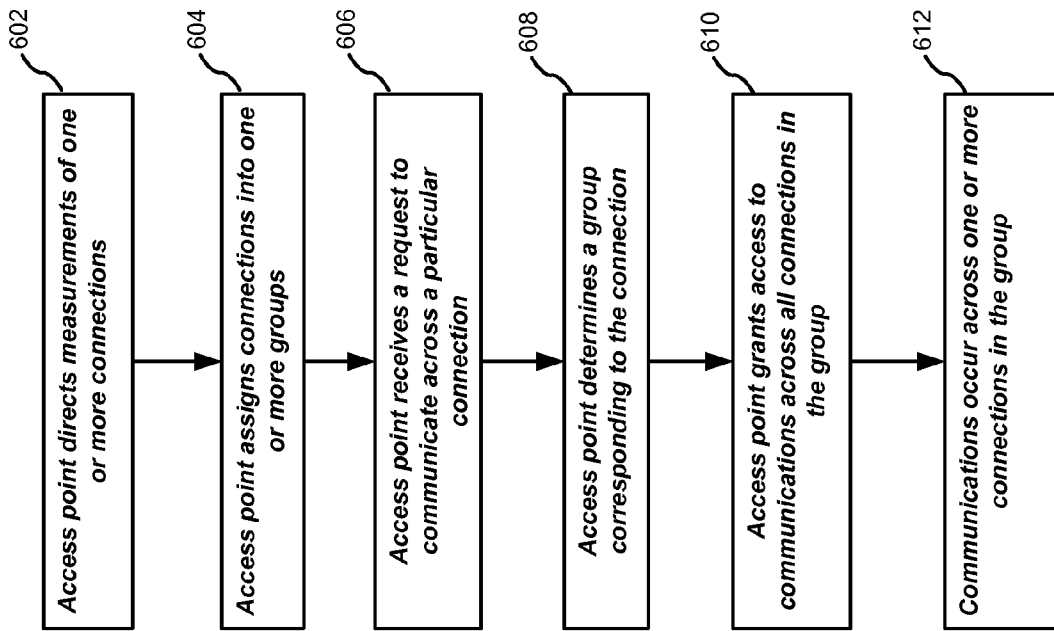 602
Access point directs measurements of one
or more connections
604
Access point assigns connections into one
or more groups
606
Access point receives a request to
communicate across a particular
connection
608
Access point determines a group
corresponding to the connection
610
Access point grants access to
communications across all connections in
the group
612
Communications occur across one or more
connections in the group